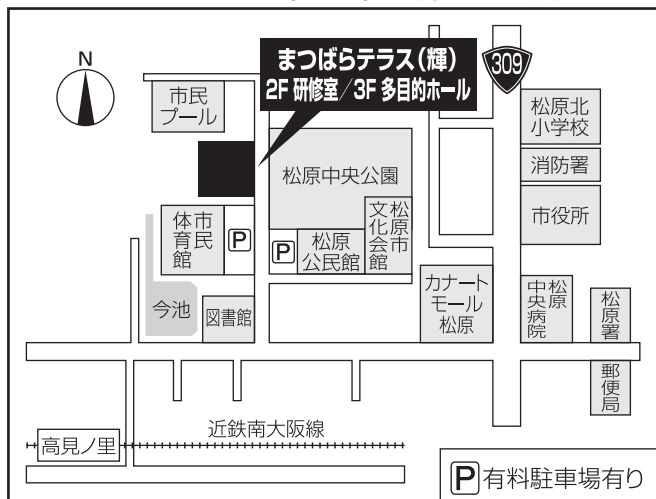 N
まつばらテラス（輝）
2F 研修室／3F 多目的ホール
309
市民
プール
松原北
小学校
消防署
市役所
松原中央公園
市民
体育館
P
P
松原
公民館
松原市
文化会館
カナート
モール
松原
松原
中央病院
松原署
郵便局
今池
図書館
近鉄南大阪線
高見ノ里
P有料駐車場有り